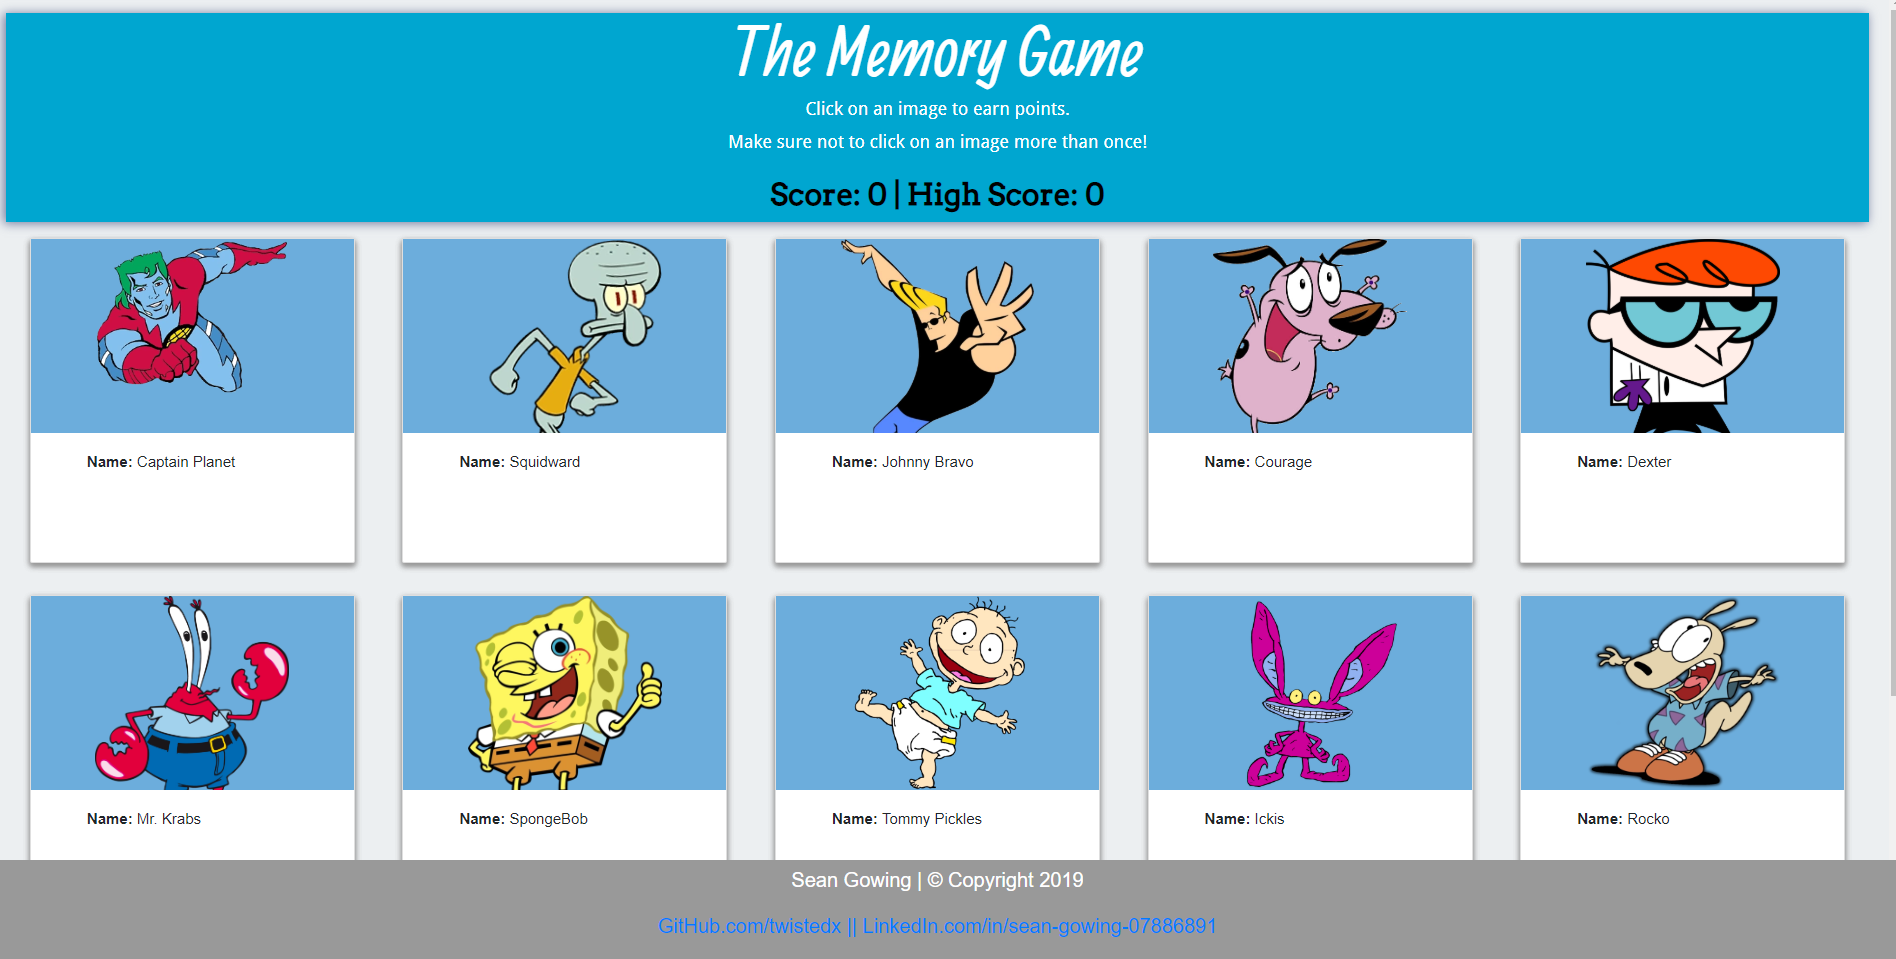 The Memory Game
Click on an image to earn points.
Make sure not to click on an image more than once!
Score: 0 | High Score: 0
Name: Captain Planet
Name: Squidward
Name: Johnny Bravo
Name: Courage
Name: Dexter
Name: Mr. Krabs
Name: SpongeBob
Name: Tommy Pickles
Name: Ickis
Name: Rocko
Sean Gowing | © Copyright 2019
GitHub.com/twistedx || LinkedIn.com/in/sean-gowing-07886891